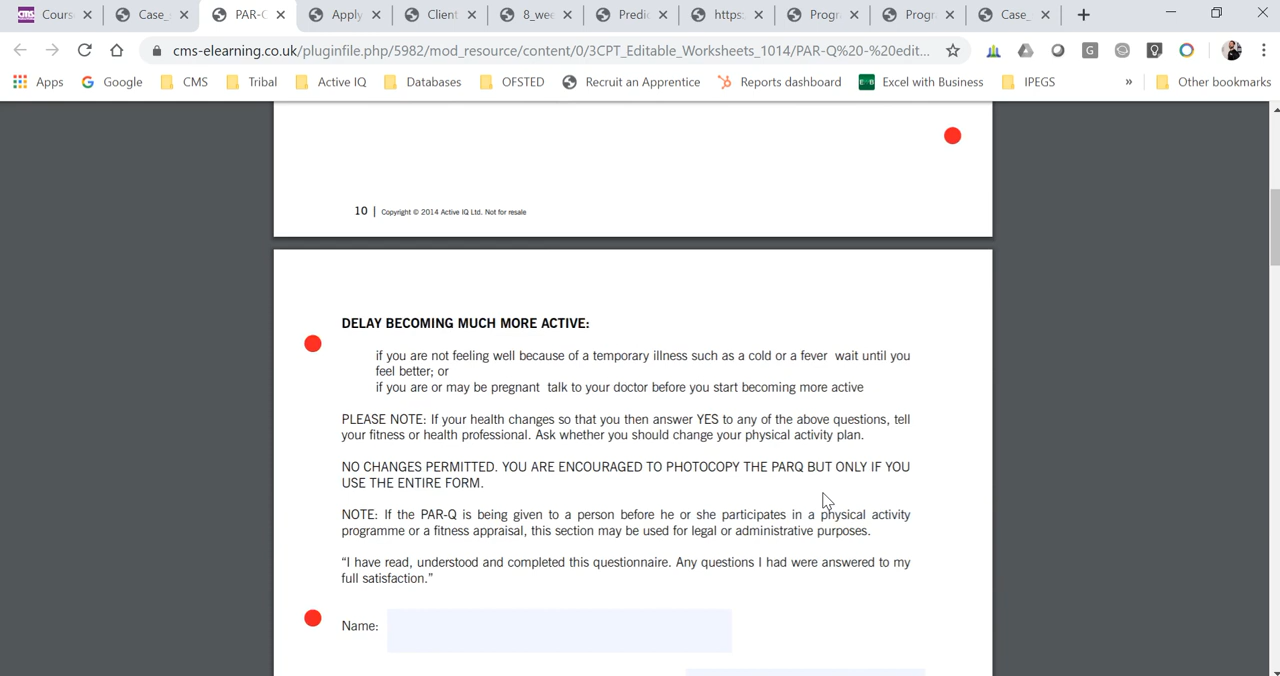 Cours
Case_
PAR-Q
Apply
Client
8_wee
Predic
https:
Progr
Progr
Case_
cms-elearning.co.uk/pluginfile.php/5982/mod_resource/content/0/3CPT_Editable_Worksheets_1014/PAR-Q%20-%20edit...
Apps Google CMS Tribal Active IQ Databases OFSTED Recruit an Apprentice Reports dashboard Excel with Business IPEGS » Other bookmarks
10 | Copyright © 2014 Active IQ Ltd. Not for resale
DELAY BECOMING MUCH MORE ACTIVE:
if you are not feeling well because of a temporary illness such as a cold or a fever wait until you
feel better; or
if you are or may be pregnant talk to your doctor before you start becoming more active
PLEASE NOTE: If your health changes so that you then answer YES to any of the above questions, tell
your fitness or health professional. Ask whether you should change your physical activity plan.
NO CHANGES PERMITTED. YOU ARE ENCOURAGED TO PHOTOCOPY THE PARQ BUT ONLY IF YOU
USE THE ENTIRE FORM.
NOTE: If the PAR-Q is being given to a person before he or she participates in a physical activity
programme or a fitness appraisal, this section may be used for legal or administrative purposes.
“I have read, understood and completed this questionnaire. Any questions I had were answered to my
full satisfaction.”
Name: